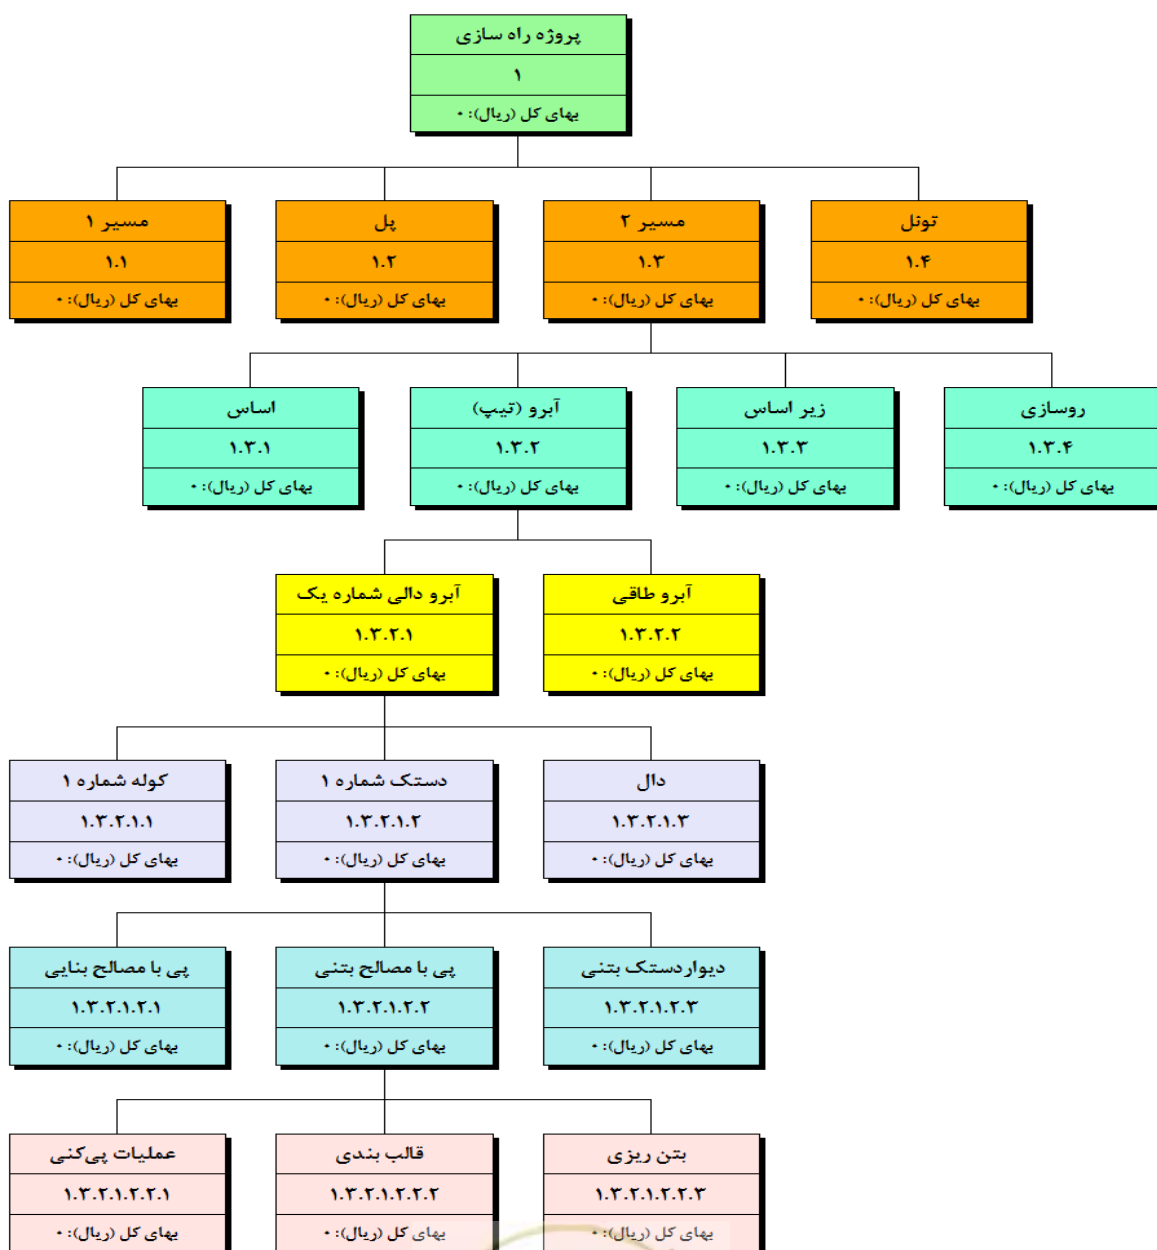 پروژه راه سازی
۱
بهای کل (ریال): ۰
مسیر ۱
۱.۱
بهای کل (ریال): ۰
پل
۱.۲
بهای کل (ریال): ۰
مسیر ۲
۱.۳
بهای کل (ریال): ۰
تونل
۱.۴
بهای کل (ریال): ۰
اساس
۱.۳.۱
بهای کل (ریال): ۰
آبرو (تیپ)
۱.۳.۲
بهای کل (ریال): ۰
زیر اساس
۱.۳.۳
بهای کل (ریال): ۰
روسازی
۱.۳.۴
بهای کل (ریال): ۰
آبرو دالی شماره یک
۱.۳.۲.۱
بهای کل (ریال): ۰
آبرو طاقی
۱.۳.۲.۲
بهای کل (ریال): ۰
کوله شماره ۱
۱.۳.۲.۱.۱
بهای کل (ریال): ۰
دستک شماره ۱
۱.۳.۲.۱.۲
بهای کل (ریال): ۰
دال
۱.۳.۲.۱.۳
بهای کل (ریال): ۰
پی با مصالح بنایی
۱.۳.۲.۱.۲.۱
بهای کل (ریال): ۰
پی با مصالح بتنی
۱.۳.۲.۱.۲.۲
بهای کل (ریال): ۰
دیواردستک بتنی
۱.۳.۲.۱.۲.۳
بهای کل (ریال): ۰
عملیات پی‌کنی
۱.۳.۲.۱.۲.۲.۱
بهای کل (ریال): ۰
قالب بندی
۱.۳.۲.۱.۲.۲.۲
بهای کل (ریال): ۰
بتن ریزی
۱.۳.۲.۱.۲.۲.۳
بهای کل (ریال): ۰